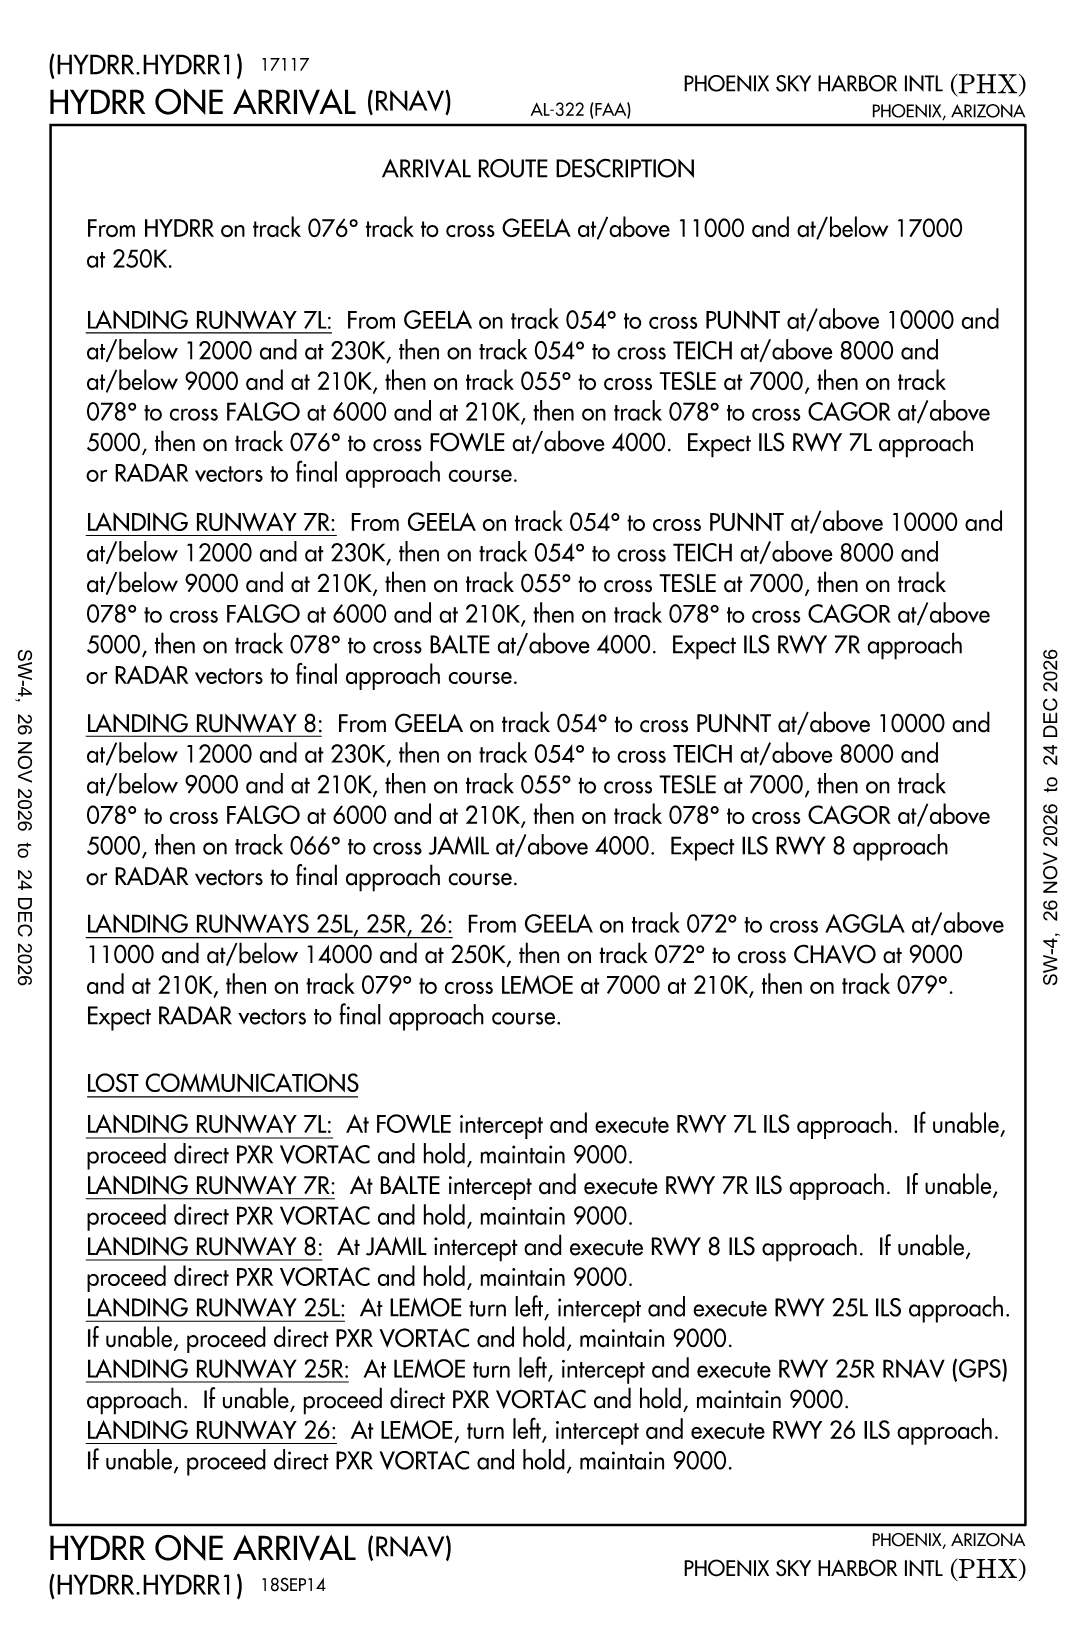 (HYDRR.HYDRR1) 17117
HYDRR ONE ARRIVAL (RNAV)
AL-322 (FAA)
PHOENIX SKY HARBOR INTL (PHX)
PHOENIX, ARIZONA
ARRIVAL ROUTE DESCRIPTION
From HYDRR on track 076° track to cross GEELA at/above 11000 and at/below 17000
at 250K.
LANDING RUNWAY 7L: From GEELA on track 054° to cross PUNNT at/above 10000 and
at/below 12000 and at 230K, then on track 054° to cross TEICH at/above 8000 and
at/below 9000 and at 210K, then on track 055° to cross TESLE at 7000, then on track
078° to cross FALGO at 6000 and at 210K, then on track 078° to cross CAGOR at/above
5000, then on track 076° to cross FOWLE at/above 4000. Expect ILS RWY 7L approach
or RADAR vectors to final approach course.
LANDING RUNWAY 7R: From GEELA on track 054° to cross PUNNT at/above 10000 and
at/below 12000 and at 230K, then on track 054° to cross TEICH at/above 8000 and
at/below 9000 and at 210K, then on track 055° to cross TESLE at 7000, then on track
078° to cross FALGO at 6000 and at 210K, then on track 078° to cross CAGOR at/above
5000, then on track 078° to cross BALTE at/above 4000. Expect ILS RWY 7R approach
or RADAR vectors to final approach course.
LANDING RUNWAY 8: From GEELA on track 054° to cross PUNNT at/above 10000 and
at/below 12000 and at 230K, then on track 054° to cross TEICH at/above 8000 and
at/below 9000 and at 210K, then on track 055° to cross TESLE at 7000, then on track
078° to cross FALGO at 6000 and at 210K, then on track 078° to cross CAGOR at/above
5000, then on track 066° to cross JAMIL at/above 4000. Expect ILS RWY 8 approach
or RADAR vectors to final approach course.
LANDING RUNWAYS 25L, 25R, 26: From GEELA on track 072° to cross AGGLA at/above
11000 and at/below 14000 and at 250K, then on track 072° to cross CHAVO at 9000
and at 210K, then on track 079° to cross LEMOE at 7000 at 210K, then on track 079°.
Expect RADAR vectors to final approach course.
LOST COMMUNICATIONS
LANDING RUNWAY 7L: At FOWLE intercept and execute RWY 7L ILS approach. If unable,
proceed direct PXR VORTAC and hold, maintain 9000.
LANDING RUNWAY 7R: At BALTE intercept and execute RWY 7R ILS approach. If unable,
proceed direct PXR VORTAC and hold, maintain 9000.
LANDING RUNWAY 8: At JAMIL intercept and execute RWY 8 ILS approach. If unable,
proceed direct PXR VORTAC and hold, maintain 9000.
LANDING RUNWAY 25L: At LEMOE turn left, intercept and execute RWY 25L ILS approach.
If unable, proceed direct PXR VORTAC and hold, maintain 9000.
LANDING RUNWAY 25R: At LEMOE turn left, intercept and execute RWY 25R RNAV (GPS)
approach. If unable, proceed direct PXR VORTAC and hold, maintain 9000.
LANDING RUNWAY 26: At LEMOE, turn left, intercept and execute RWY 26 ILS approach.
If unable, proceed direct PXR VORTAC and hold, maintain 9000.
SW-4, 26 NOV 2026 to 24 DEC 2026
SW-4, 26 NOV 2026 to 24 DEC 2026
HYDRR ONE ARRIVAL (RNAV)
(HYDRR.HYDRR1) 18SEP14
PHOENIX, ARIZONA
PHOENIX SKY HARBOR INTL (PHX)